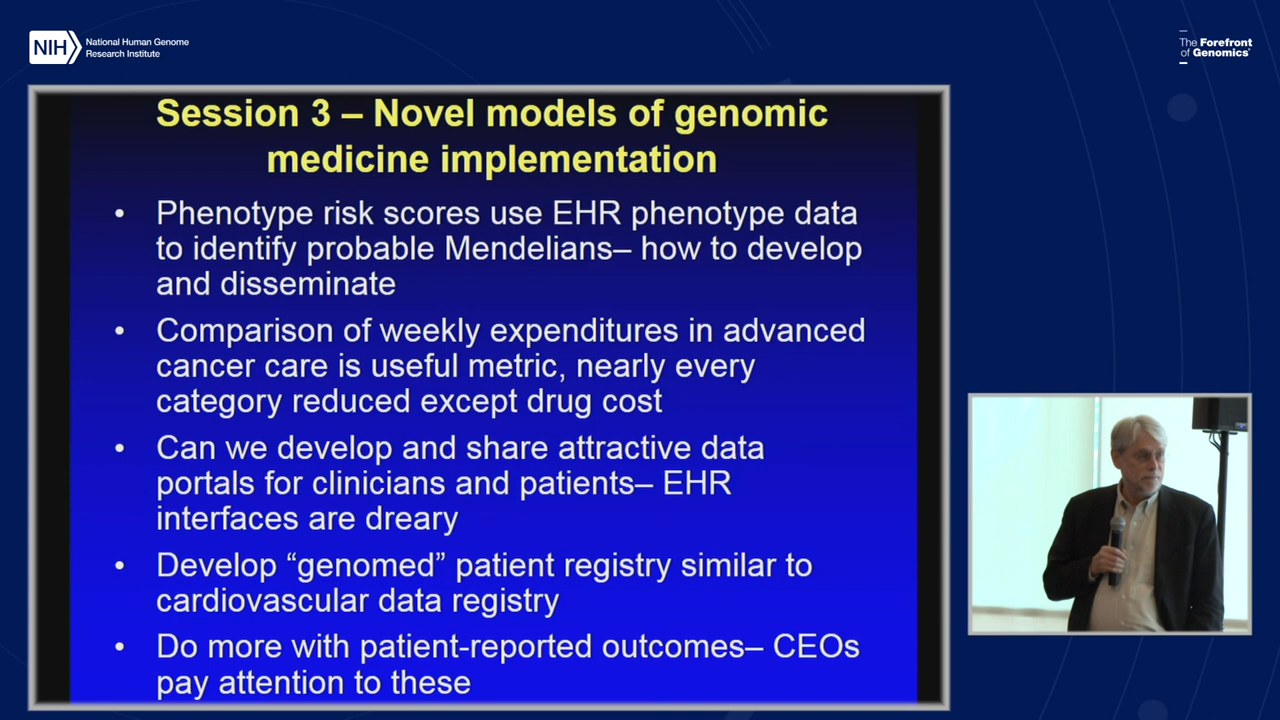 NIH
National Human Genome
Research Institute
The Forefront
of Genomics®
Session 3 – Novel models of genomic
medicine implementation
• Phenotype risk scores use EHR phenotype data
to identify probable Mendelians– how to develop
and disseminate
• Comparison of weekly expenditures in advanced
cancer care is useful metric, nearly every
category reduced except drug cost
• Can we develop and share attractive data
portals for clinicians and patients– EHR
interfaces are dreary
• Develop “genomed” patient registry similar to
cardiovascular data registry
• Do more with patient-reported outcomes– CEOs
pay attention to these